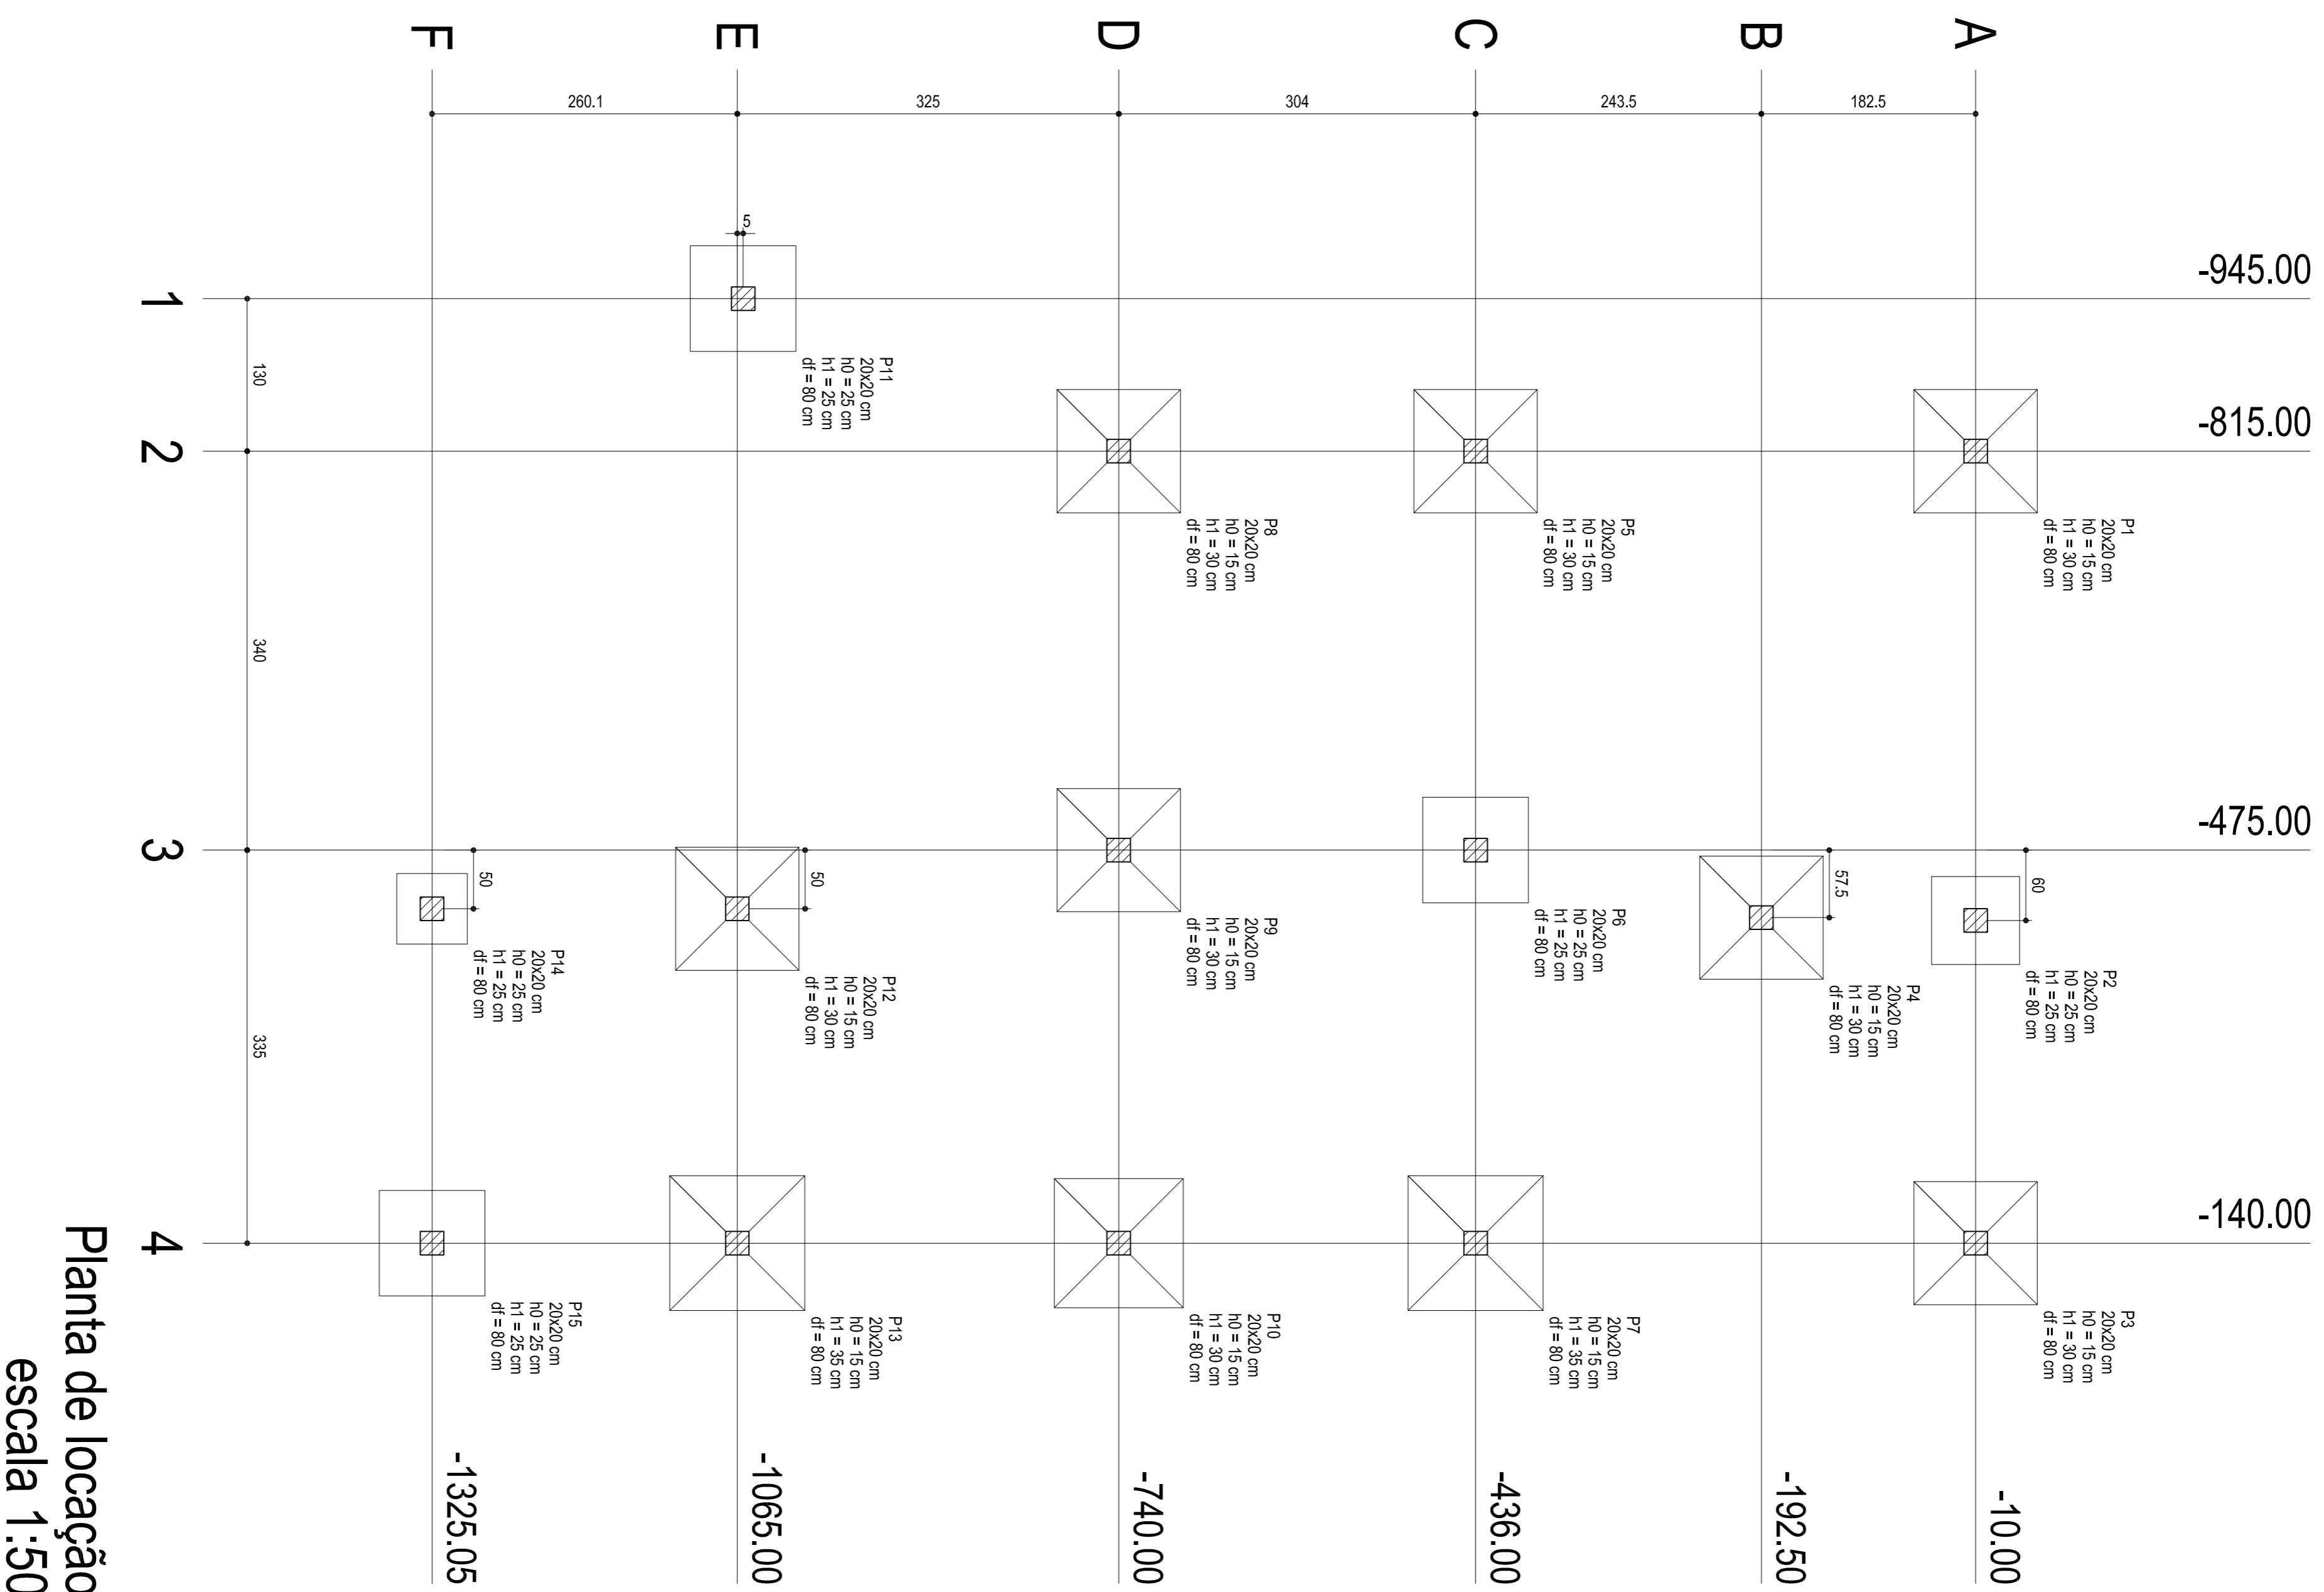 F
E
D
C
B
A
260.1
325
304
243.5
182.5
5
-945.00
1
P11
20x20 cm
h0 = 25 cm
h1 = 25 cm
df = 80 cm
130
-815.00
2
P8
20x20 cm
h0 = 15 cm
h1 = 30 cm
df = 80 cm
P5
20x20 cm
h0 = 15 cm
h1 = 30 cm
df = 80 cm
P1
20x20 cm
h0 = 15 cm
h1 = 30 cm
df = 80 cm
340
-475.00
3
50
50
57.5
60
P14
20x20 cm
h0 = 25 cm
h1 = 25 cm
df = 80 cm
P12
20x20 cm
h0 = 15 cm
h1 = 30 cm
df = 80 cm
P9
20x20 cm
h0 = 15 cm
h1 = 30 cm
df = 80 cm
P6
20x20 cm
h0 = 25 cm
h1 = 25 cm
df = 80 cm
P4
20x20 cm
h0 = 15 cm
h1 = 30 cm
df = 80 cm
P2
20x20 cm
h0 = 25 cm
h1 = 25 cm
df = 80 cm
335
-140.00
4
P15
20x20 cm
h0 = 25 cm
h1 = 25 cm
df = 80 cm
P13
20x20 cm
h0 = 15 cm
h1 = 35 cm
df = 80 cm
P10
20x20 cm
h0 = 15 cm
h1 = 30 cm
df = 80 cm
P7
20x20 cm
h0 = 15 cm
h1 = 35 cm
df = 80 cm
P3
20x20 cm
h0 = 15 cm
h1 = 30 cm
df = 80 cm
-1325.05
-1065.00
-740.00
-436.00
-192.50
-10.00
Planta de locação
escala 1:50